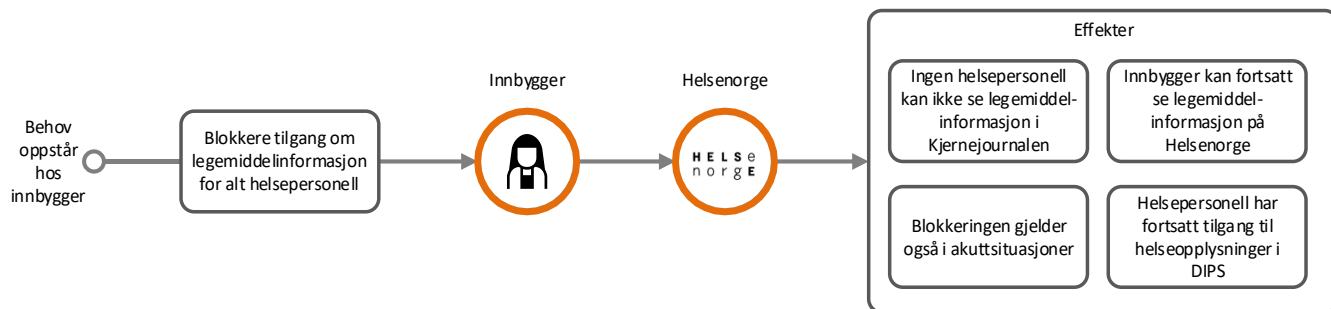 Behov
oppstår
hos
innbygger
Blokkere tilgang om
legemiddelinformasjon
for alt helsepersonell
Innbygger
Helsenorge
HELSe
norgE
Effekter
Ingen helsepersonell
kan ikke se legemiddel-
informasjon i
Kjernejournalen
Innbygger kan fortsatt
se legemiddel-
informasjon på
Helsenorge
Blokkeringen gjelder
også i akuttsituasjoner
Helsepersonell har
fortsatt tilgang til
helseopplysninger i
DIPS